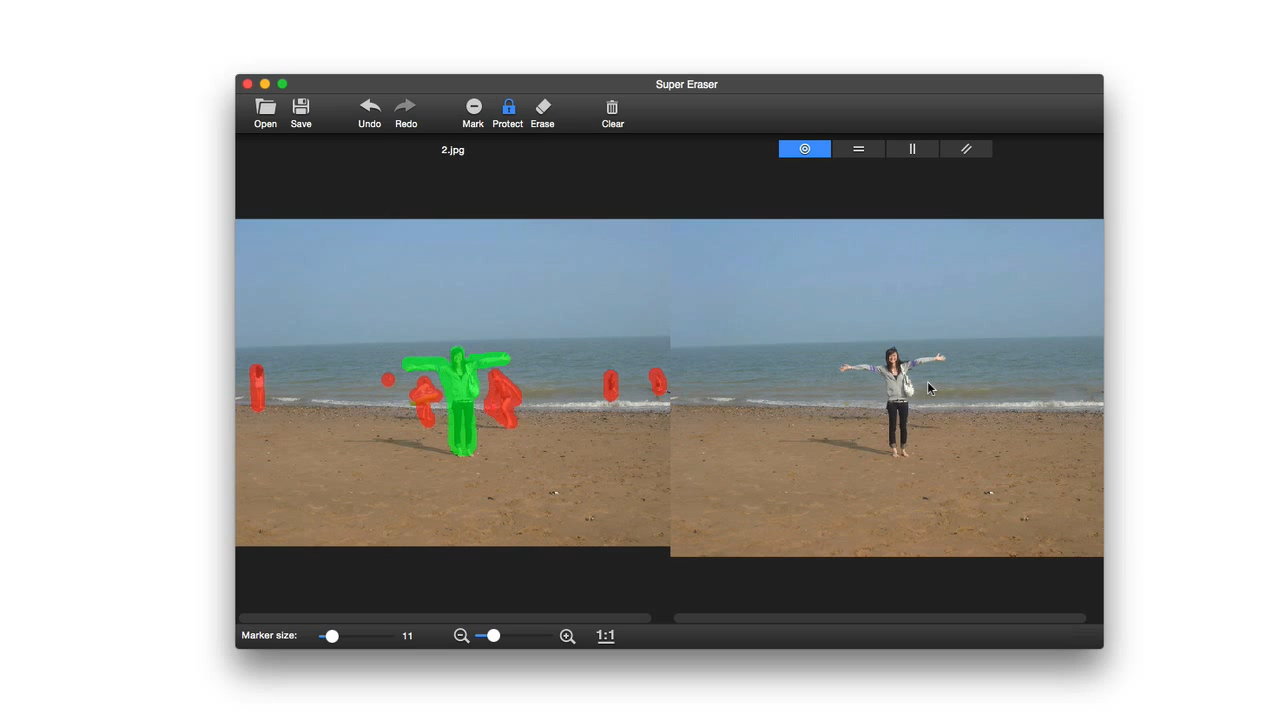 Super Eraser
Open Save Undo Redo Mark Protect Erase Clear
2.jpg
Marker size: 11 1:1